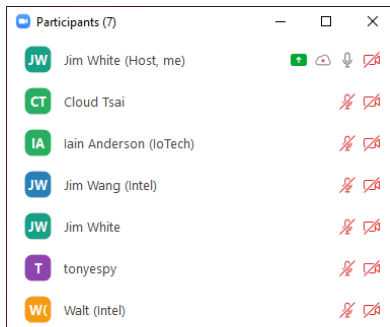 Participants (7)
JW Jim White (Host, me)
CT Cloud Tsai
IA Iain Anderson (IoTech)
JW Jim Wang (Intel)
JW Jim White
T tonyespy
W( Walt (Intel)